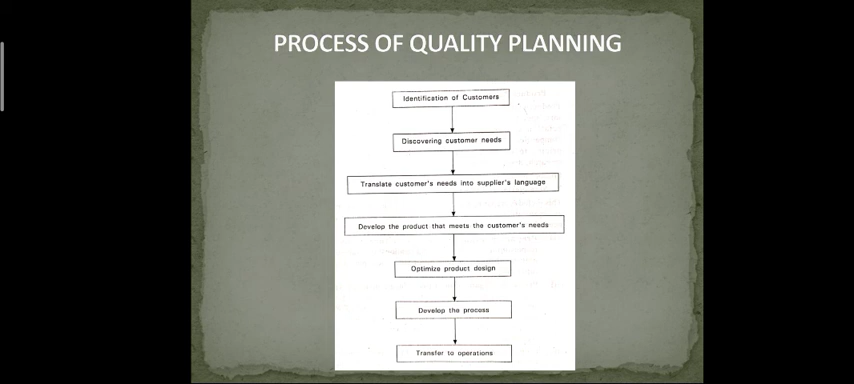 PROCESS OF QUALITY PLANNING
Identification of Customers
Discovering customer needs
Translate customer's needs into supplier's language
Develop the product that meets the customer's needs
Optimize product design
Develop the process
Transfer to operations